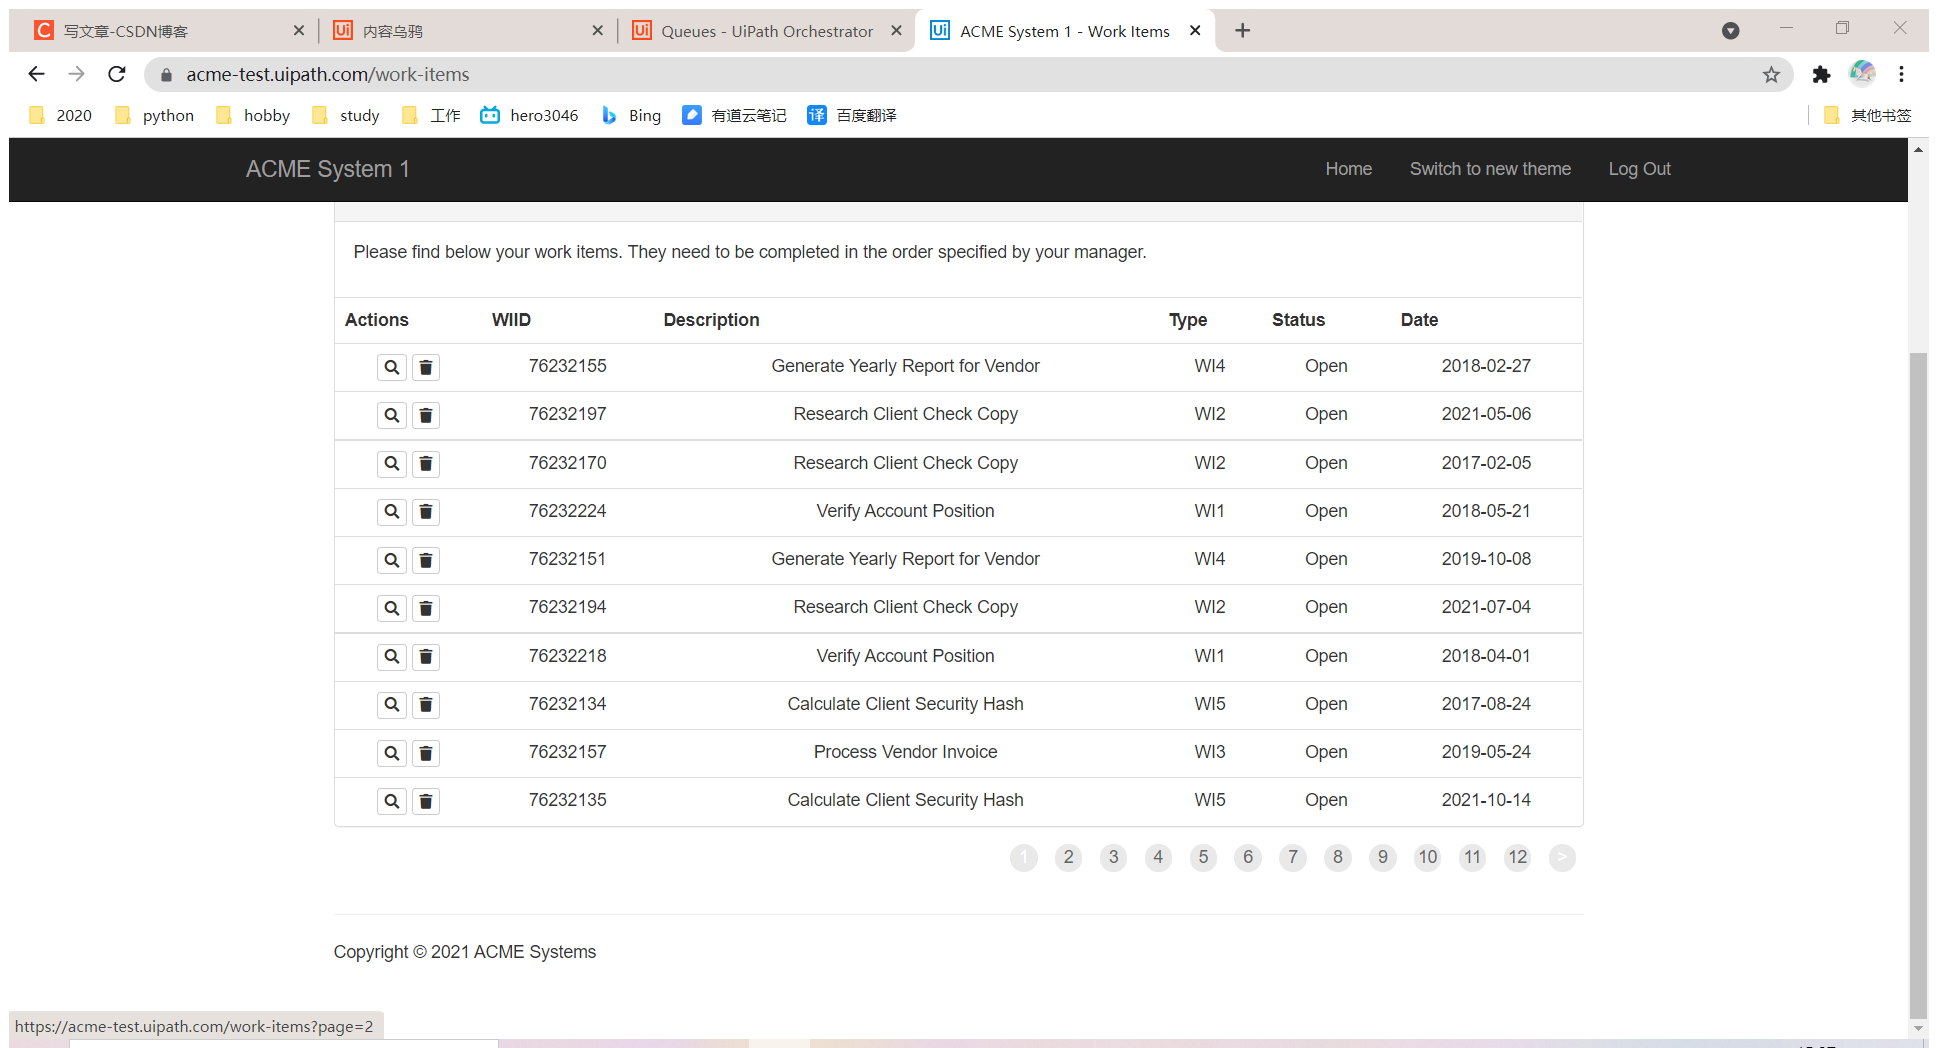 写文章-CSDN博客 内容乌鸦 Queues - UiPath Orchestrator ACME System 1 - Work Items
acme-test.uipath.com/work-items
2020 python hobby study 工作 hero3046 Bing 有道云笔记 百度翻译 其他书签
ACME System 1 Home Switch to new theme Log Out
Please find below your work items. They need to be completed in the order specified by your manager.
Actions WIID Description Type Status Date
76232155 Generate Yearly Report for Vendor WI4 Open 2018-02-27
76232197 Research Client Check Copy WI2 Open 2021-05-06
76232170 Research Client Check Copy WI2 Open 2017-02-05
76232224 Verify Account Position WI1 Open 2018-05-21
76232151 Generate Yearly Report for Vendor WI4 Open 2019-10-08
76232194 Research Client Check Copy WI2 Open 2021-07-04
76232218 Verify Account Position WI1 Open 2018-04-01
76232134 Calculate Client Security Hash WI5 Open 2017-08-24
76232157 Process Vendor Invoice WI3 Open 2019-05-24
76232135 Calculate Client Security Hash WI5 Open 2021-10-14
1 2 3 4 5 6 7 8 9 10 11 12 >
Copyright © 2021 ACME Systems
https://acme-test.uipath.com/work-items?page=2